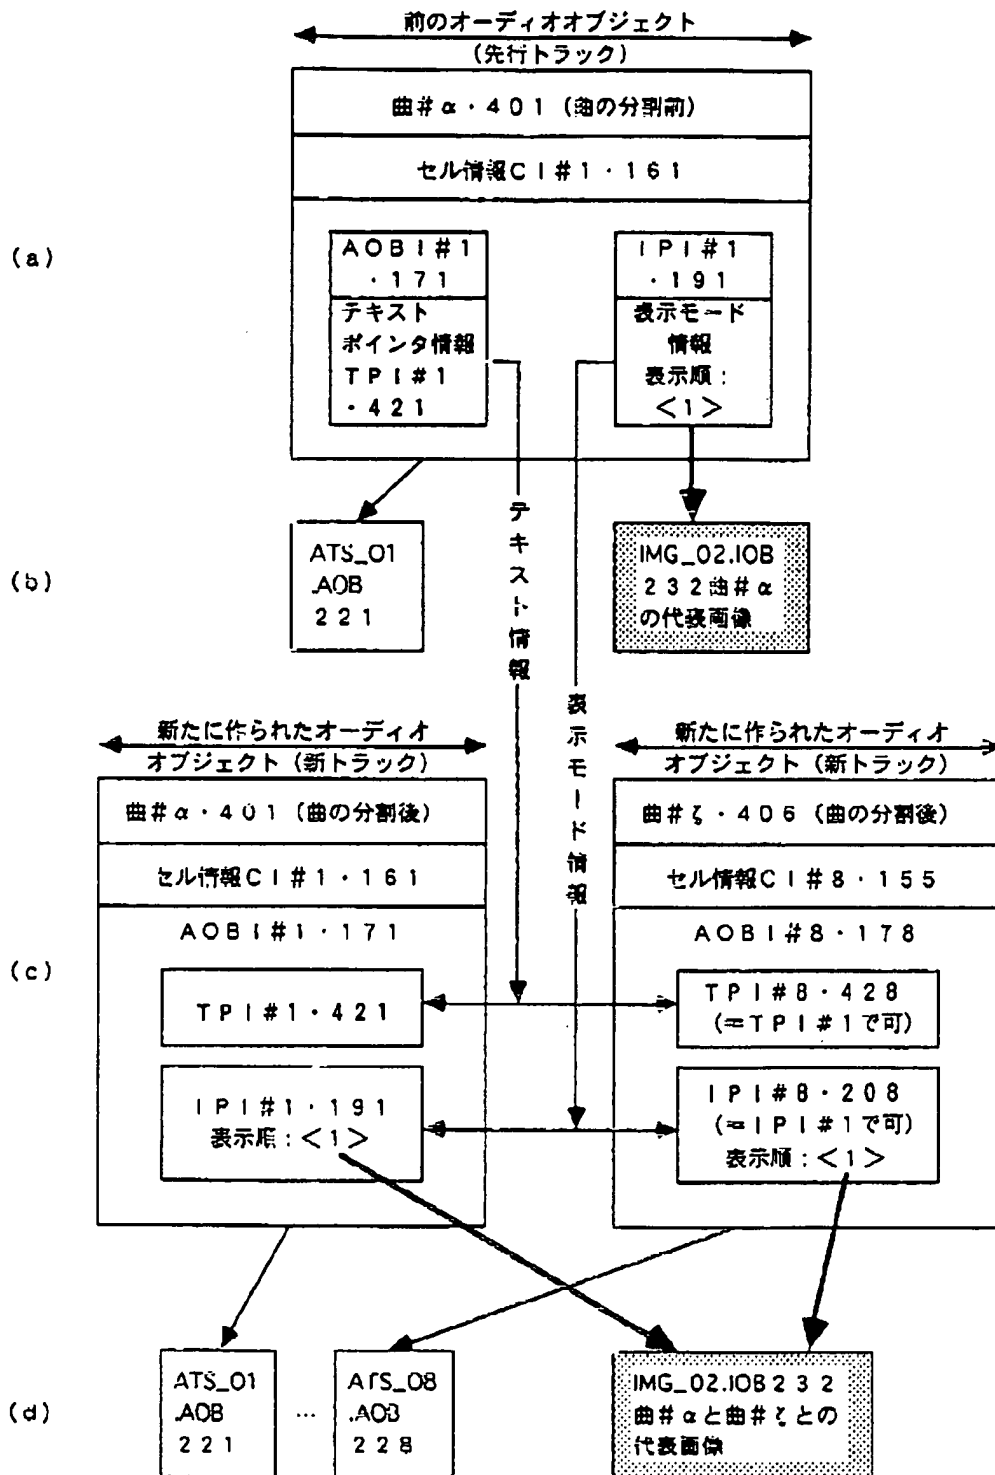 前のオーディオオブジェクト
(先行トラック)
曲#α・401(曲の分割前)
セル情報CI#1・161
(a)
AOBI#1
・171
テキスト
ポインタ情報
TPI#1
・421
IPI#1
・191
表示モード
情報
表示順:
<1>
テキスト情報
表示モード情報
(b)
ATS_01
.AOB
221
IMG_02.IOB
232曲#α
の代表画像
新たに作られたオーディオ
オブジェクト(新トラック)
曲#α・401(曲の分割後)
セル情報CI#1・161
AOBI#1・171
TPI#1・421
IPI#1・191
表示順:<1>
新たに作られたオーディオ
オブジェクト(新トラック)
曲#ζ・406(曲の分割後)
セル情報CI#8・155
AOBI#8・178
TPI#8・428
(=TPI#1で可)
IPI#8・208
(=IPI#1で可)
表示順:<1>
(c)
(d)
ATS_01
.AOB
221
…
ATS_08
.AOB
228
IMG_02.IOB232
曲#αと曲#ζとの
代表画像